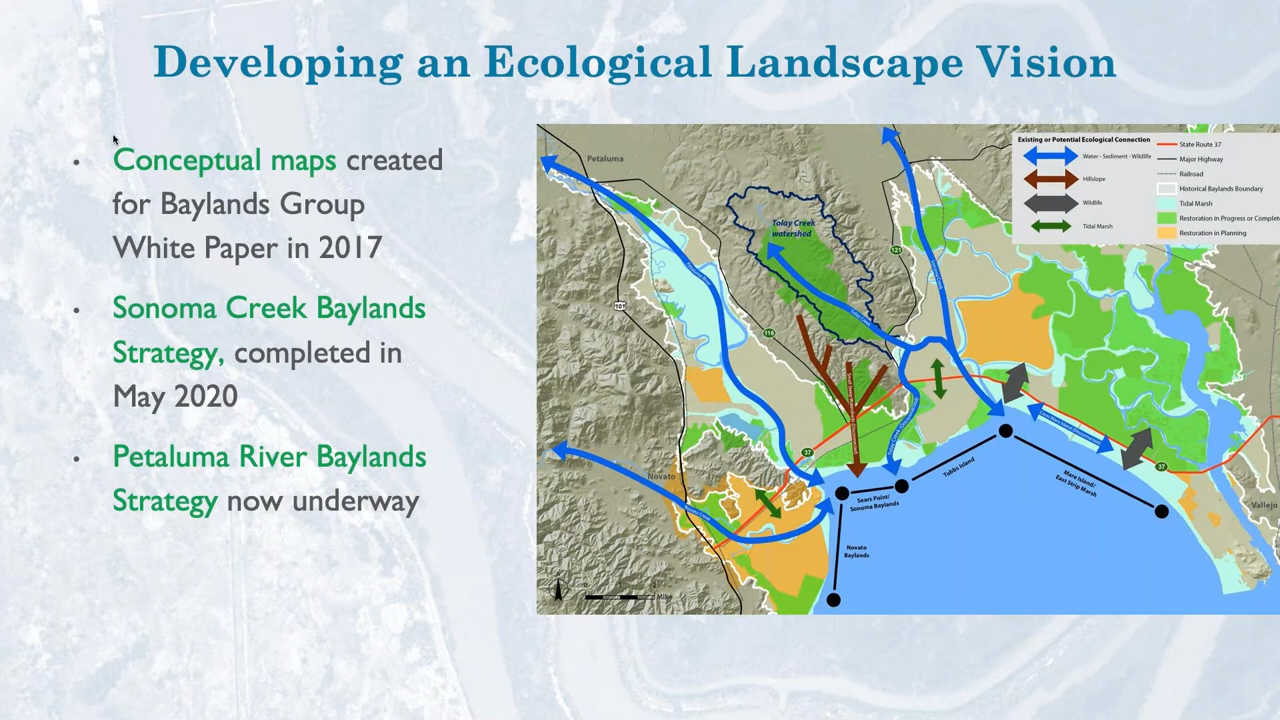 Developing an Ecological Landscape Vision
• Conceptual maps created
for Baylands Group
White Paper in 2017
• Sonoma Creek Baylands
Strategy, completed in
May 2020
• Petaluma River Baylands
Strategy now underway
Existing or Potential Ecological Connection
Water - Sediment - Wildlife
Hillslope
Wildlife
Tidal Marsh
State Route 37
Major Highway
Railroad
Historical Baylands Boundary
Tidal Marsh
Restoration in Progress or Complete
Restoration in Planning
Petaluma
Tolay Creek
watershed
121
101
116
37
37
Novato
Sears Point/
Sonoma Baylands
Tubbs Island
Mare Island/
East Strip Marsh
Novato
Baylands
Vallejo
Miles